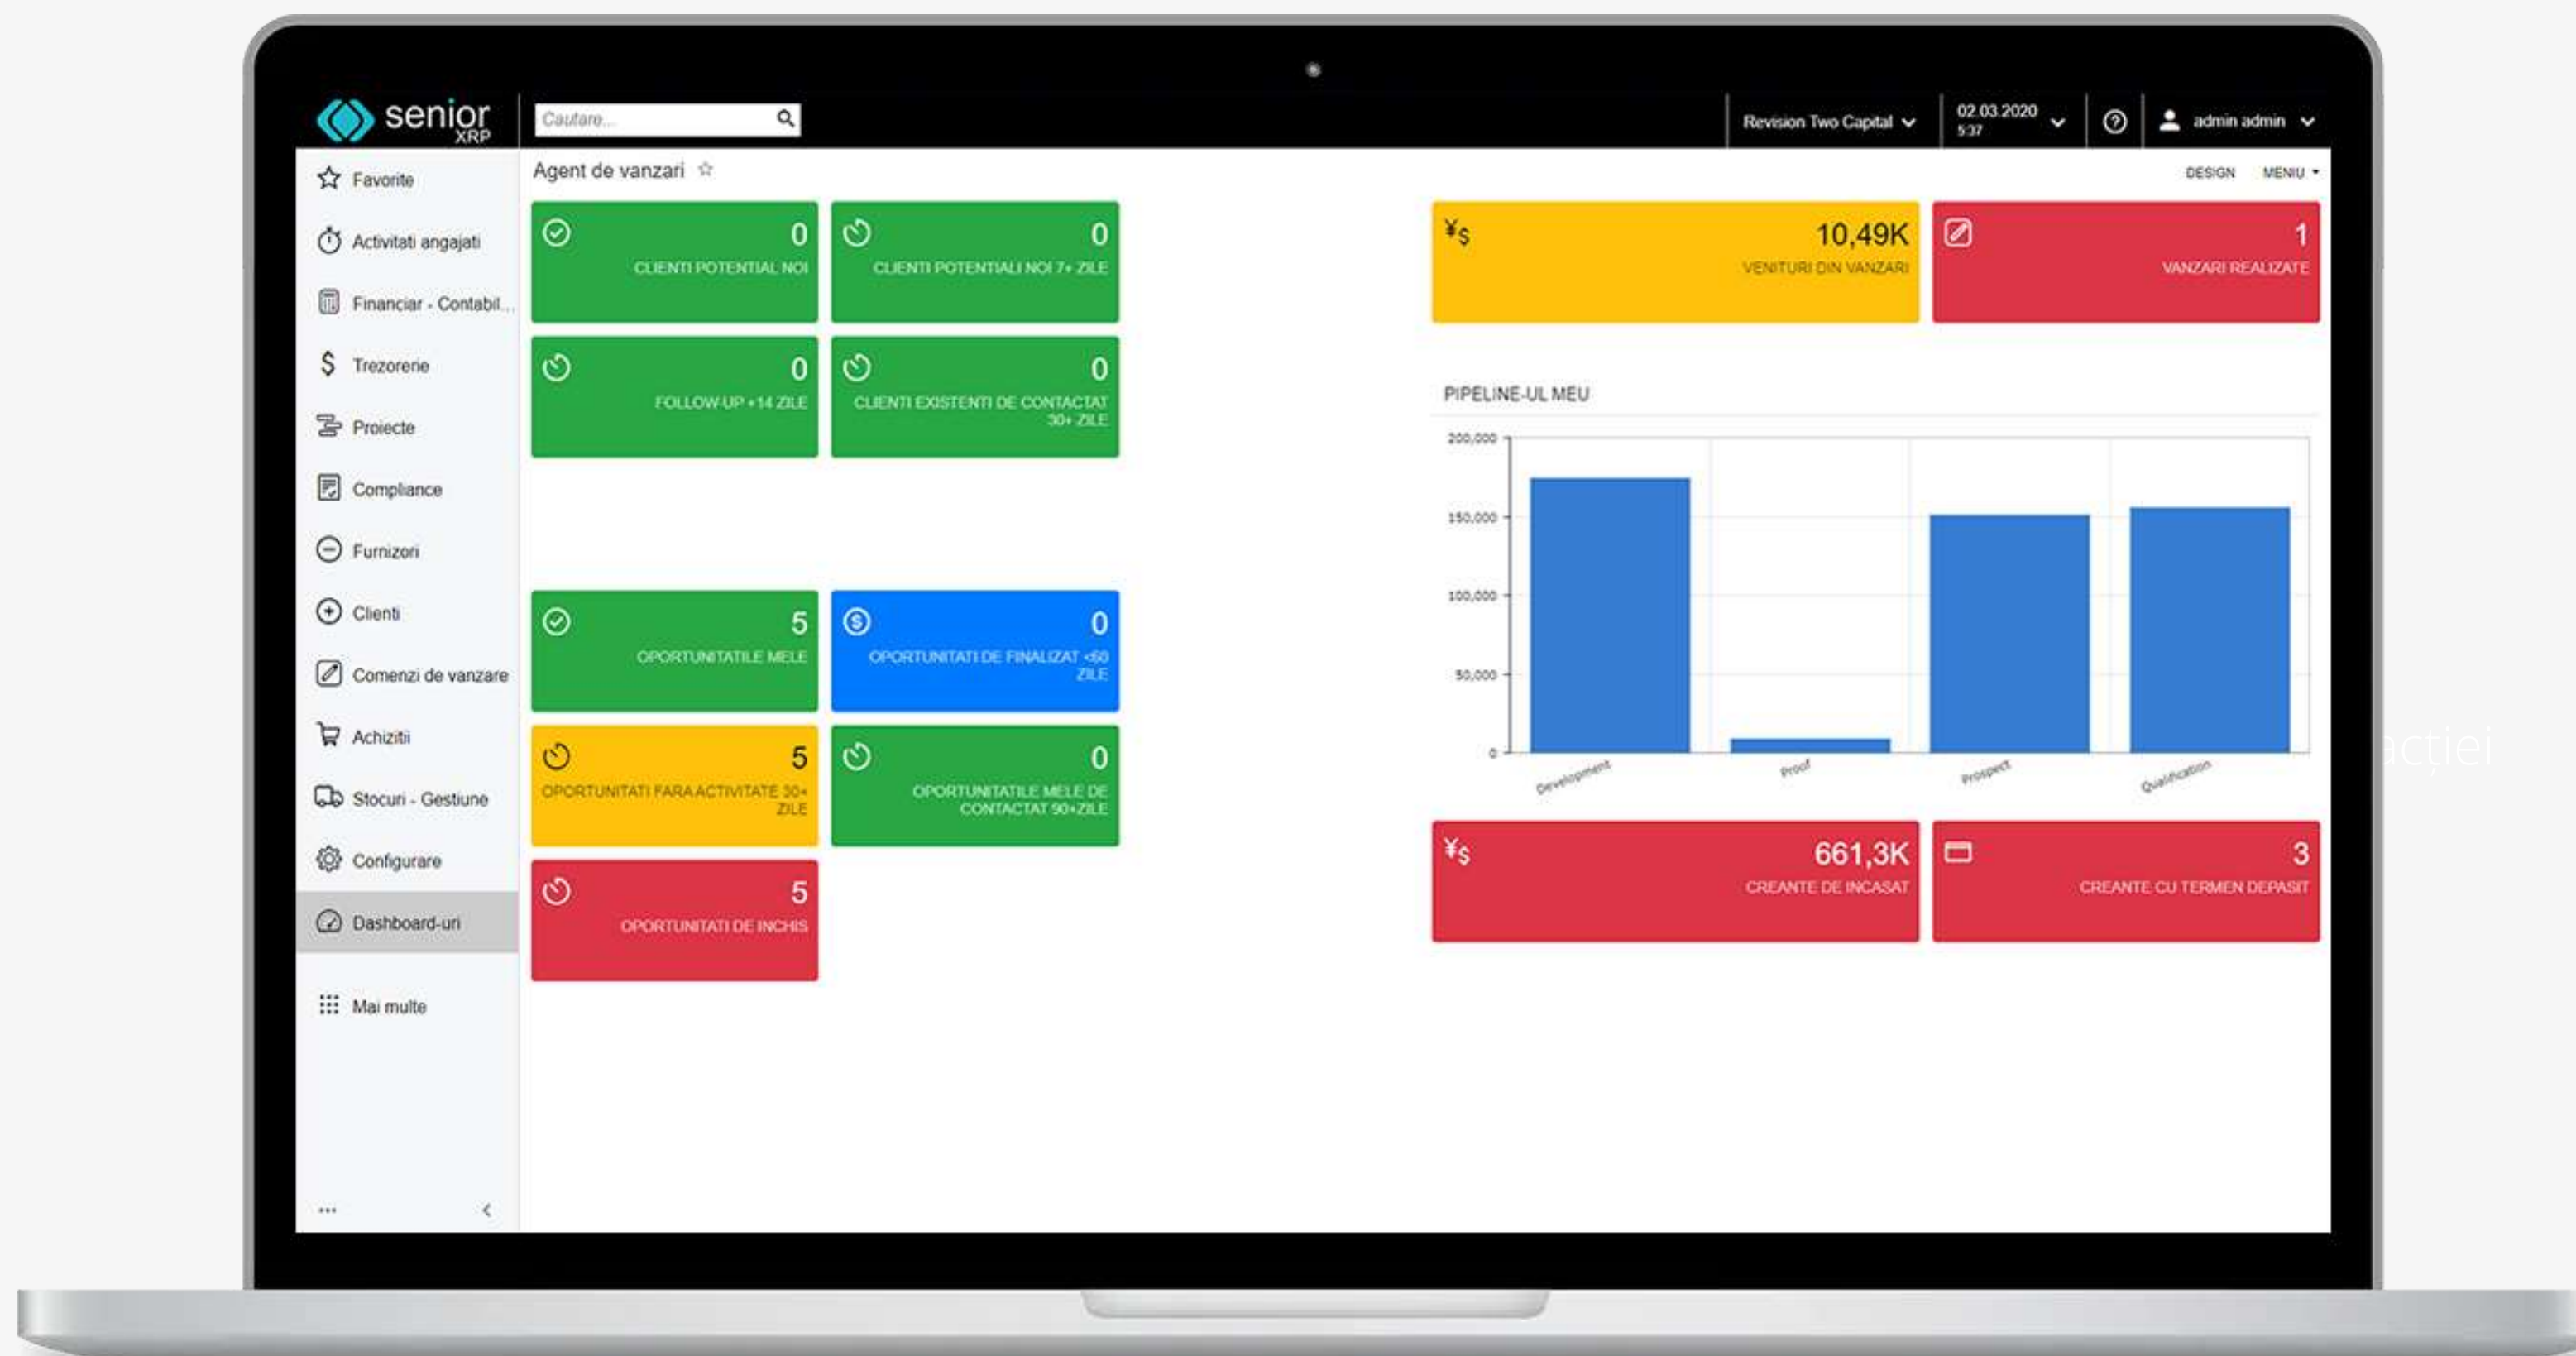 senior
XRP
Cautare...
Revision Two Capital
02.03.2020
5:37
admin admin
Favorite
Activitati angajati
Financiar - Contabil...
Trezorerie
Proiecte
Compliance
Furnizori
Clienti
Comenzi de vanzare
Achizitii
Stocuri - Gestiune
Configurare
Dashboard-uri
Mai multe
Agent de vanzari
DESIGN
MENIU
0
CLIENTI POTENTIAL NOI
0
CLIENTI POTENTIALI NOI 7+ ZILE
0
FOLLOW-UP +14 ZILE
0
CLIENTI EXISTENTI DE CONTACTAT
30+ ZILE
5
OPORTUNITATILE MELE
0
OPORTUNITATI DE FINALIZAT <60
ZILE
5
OPORTUNITATI FARA ACTIVITATE 30+
ZILE
0
OPORTUNITATILE MELE DE
CONTACTAT 90+ZILE
5
OPORTUNITATI DE INCHIS
¥$
10,49K
VENITURI DIN VANZARI
1
VANZARI REALIZATE
PIPELINE-UL MEU
200,000
150,000
100,000
50,000
0
Development
Proof
Prospect
Qualification
¥$
661,3K
CREANTE DE INCASAT
3
CREANTE CU TERMEN DEPASIT
acției